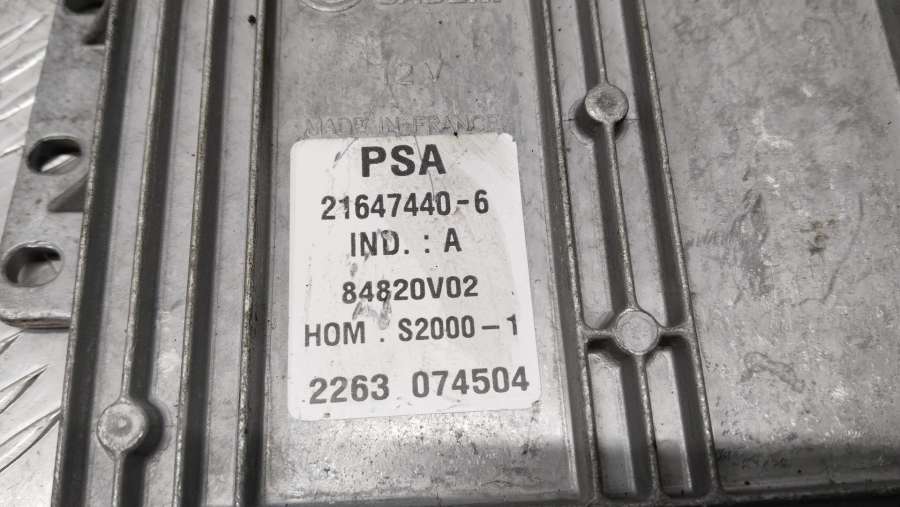 12V
MADE IN FRANCE
PSA
21647440-6
IND. : A
84820V02
HOM . S2000-1
2263 074504